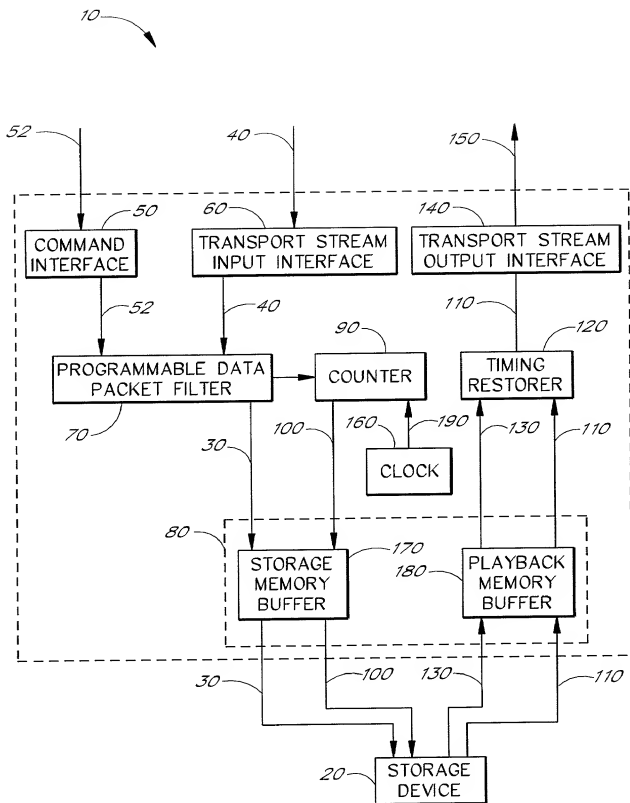 10
52
40
150
50
60
140
COMMAND
INTERFACE
TRANSPORT STREAM
INPUT INTERFACE
TRANSPORT STREAM
OUTPUT INTERFACE
52
40
110
90
120
PROGRAMMABLE DATA
PACKET FILTER
COUNTER
TIMING
RESTORER
70
30
100
160
190
130
110
CLOCK
80
170
STORAGE
MEMORY
BUFFER
180
PLAYBACK
MEMORY
BUFFER
30
100
130
110
20
STORAGE
DEVICE